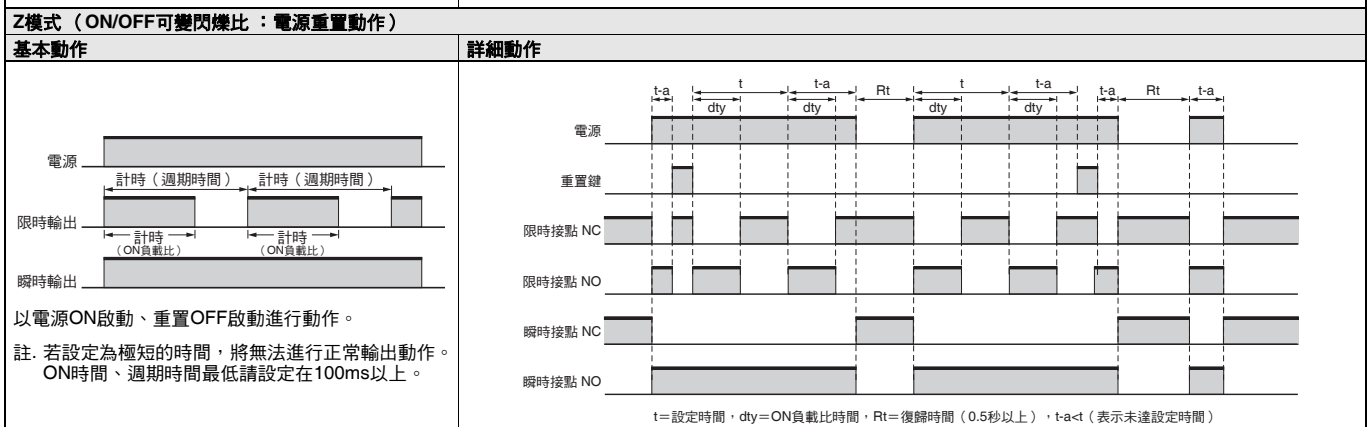 Z模式（ON/OFF可變閃爍比：電源重置動作）
基本動作
詳細動作
電源
計時（週期時間）
計時（週期時間）
限時輸出
計時
（ON負載比）
計時
（ON負載比）
瞬時輸出
以電源ON啟動、重置OFF啟動進行動作。
註. 若設定為極短的時間，將無法進行正常輸出動作。
ON時間、週期時間最低請設定在100ms以上。
t-a t t-a Rt t t-a t-a Rt t-a
dty dty dty dty
電源
重置鍵
限時接點 NC
限時接點 NO
瞬時接點 NC
瞬時接點 NO
t＝設定時間，dty＝ON負載比時間，Rt＝復歸時間（0.5秒以上），t-a<t（表示未達設定時間）